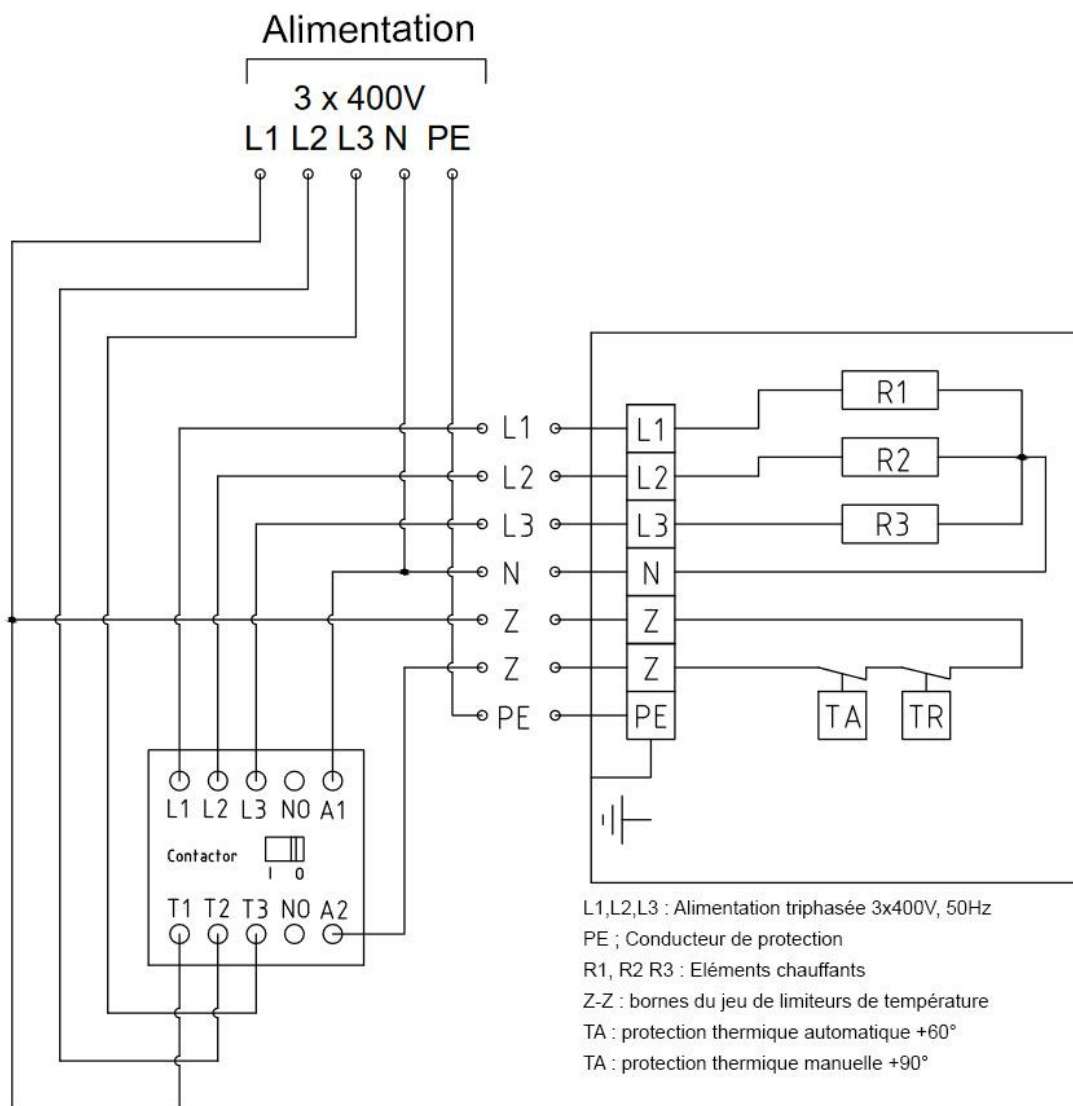 Alimentation
3 x 400V
L1 L2 L3 N PE
L1 L1 R1
L2 L2 R2
L3 L3 R3
N N
Z Z
Z Z TA TR
PE PE
L1 L2 L3 NO A1
Contactor
I 0
T1 T2 T3 NO A2
L1,L2,L3 : Alimentation triphasée 3x400V, 50Hz
PE ; Conducteur de protection
R1, R2 R3 : Eléments chauffants
Z-Z : bornes du jeu de limiteurs de température
TA : protection thermique automatique +60°
TA : protection thermique manuelle +90°